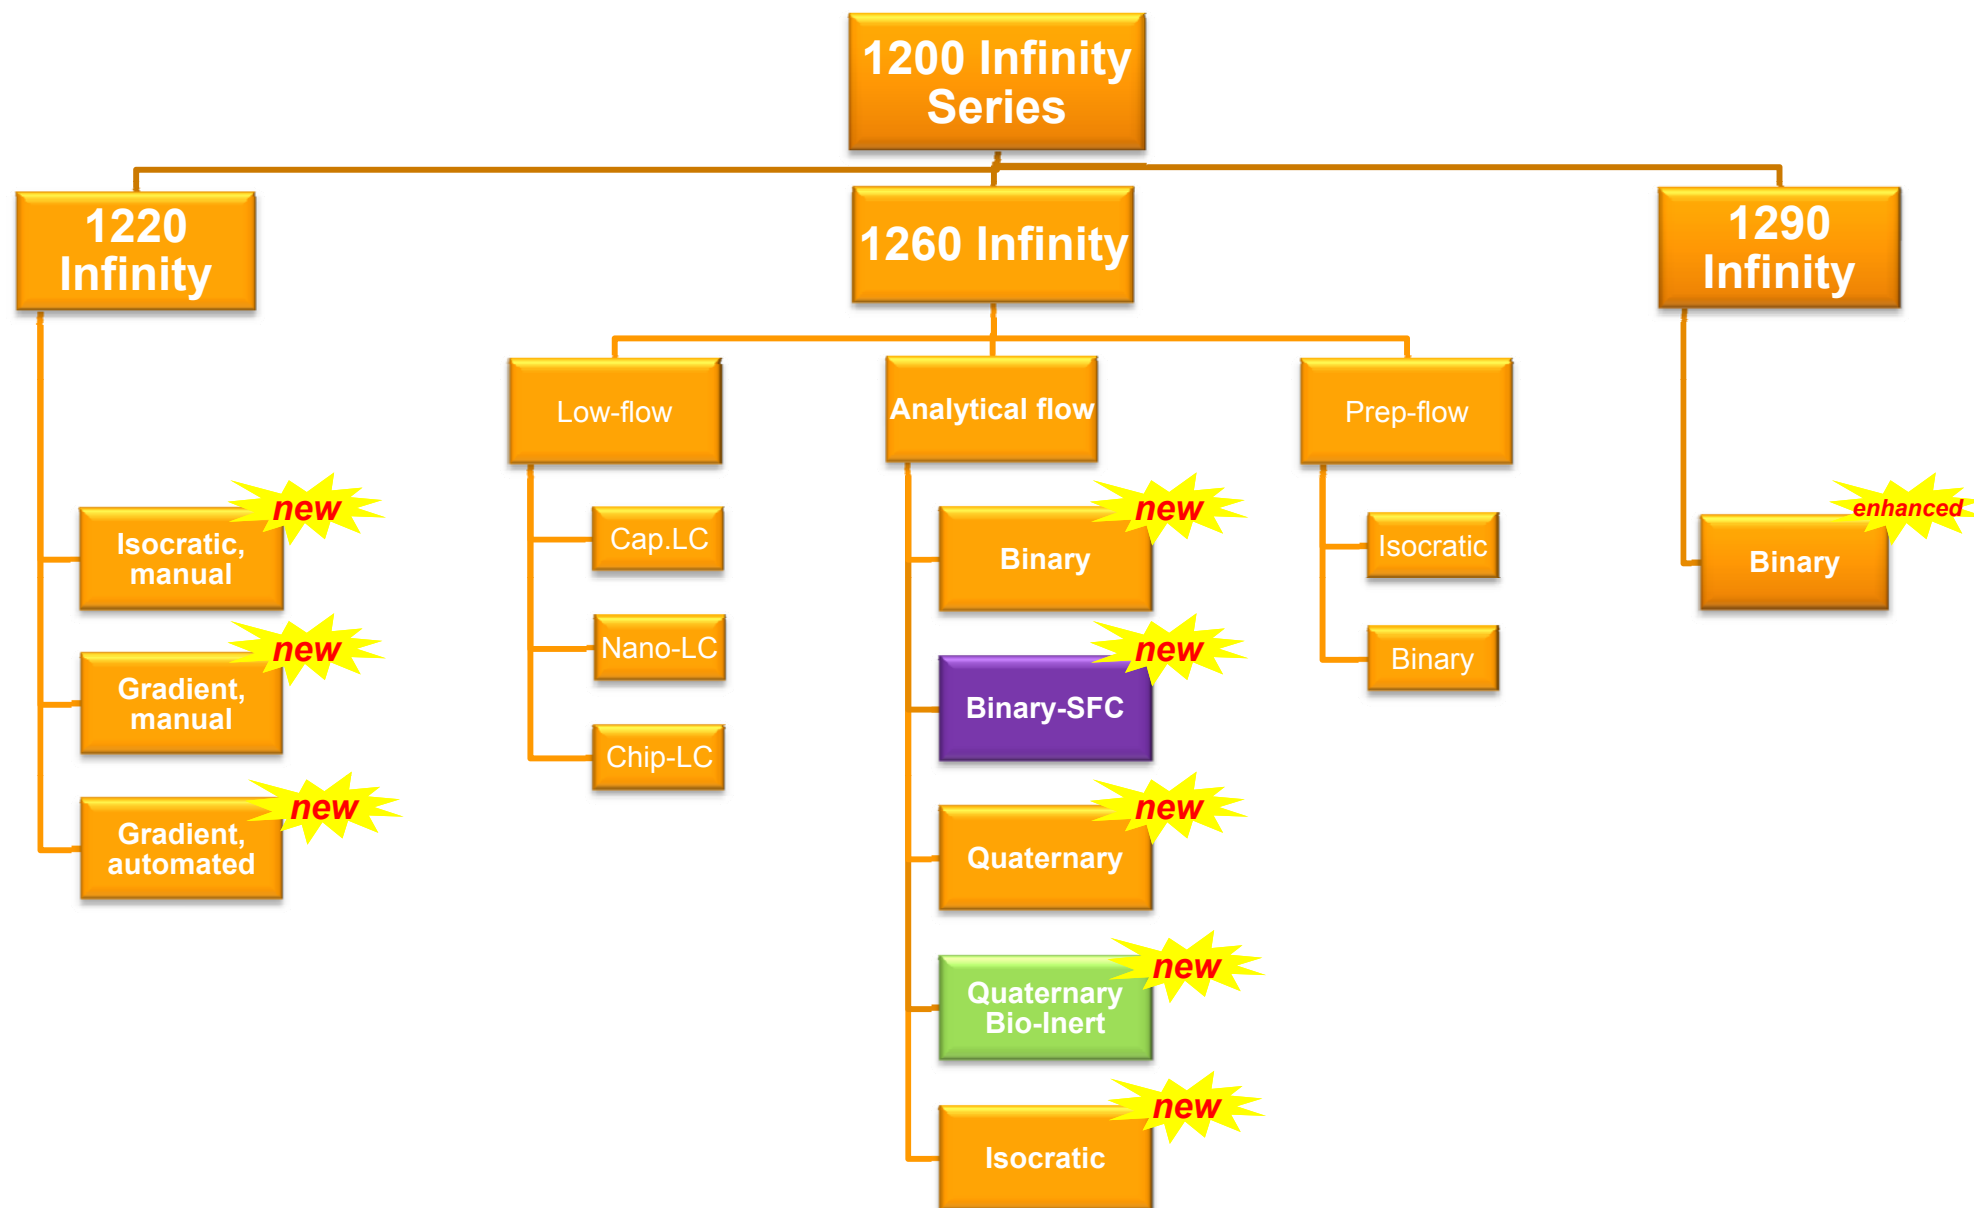 1200 Infinity
Series
1220
Infinity
1260 Infinity
1290
Infinity
Low-flow
Analytical flow
Prep-flow
new
Isocratic,
manual
new
Gradient,
manual
new
Gradient,
automated
Cap.LC
Nano-LC
Chip-LC
new
Binary
new
Binary-SFC
new
Quaternary
new
Quaternary
Bio-Inert
new
Isocratic
Isocratic
Binary
enhanced
Binary